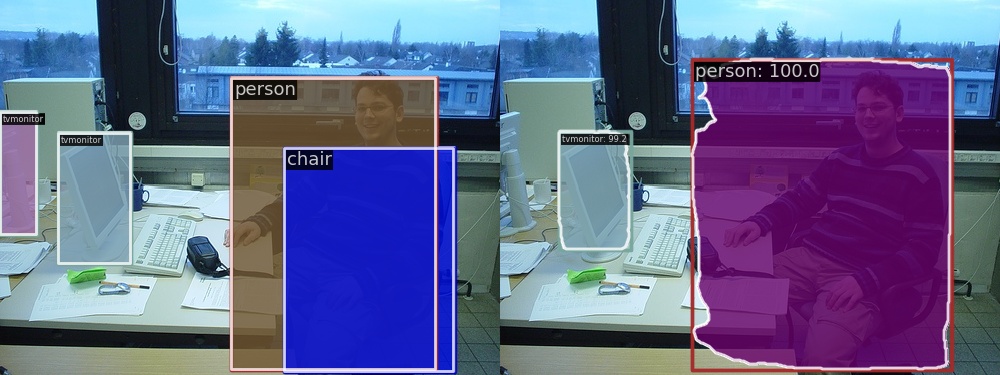 person
tvmonitor
tvmonitor
chair
person: 100.0
tvmonitor: 99.2